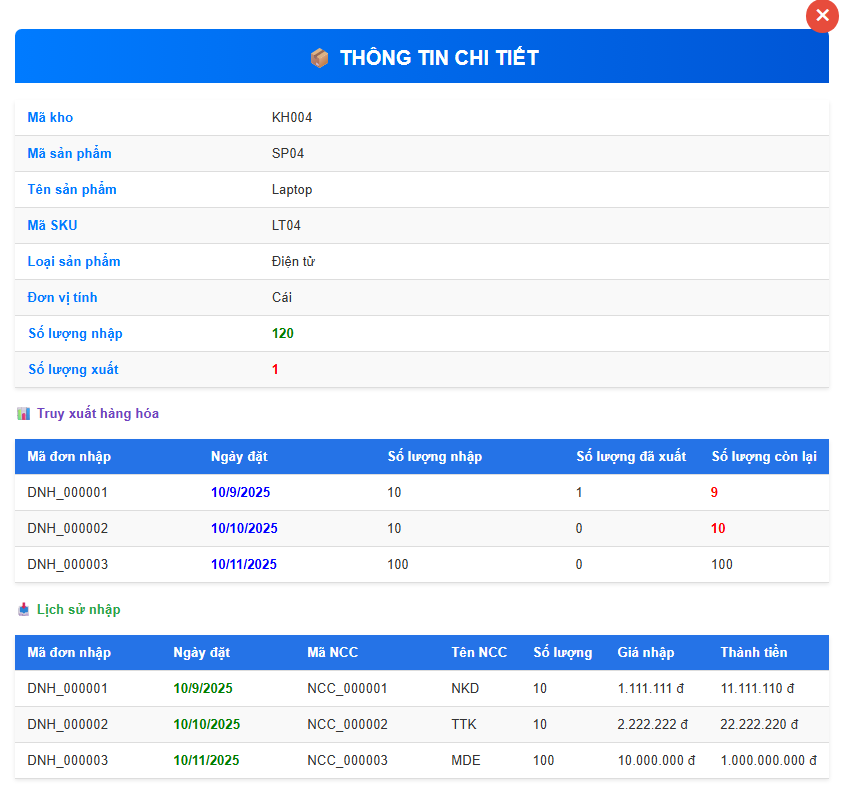 THÔNG TIN CHI TIẾT
Mã kho KH004
Mã sản phẩm SP04
Tên sản phẩm Laptop
Mã SKU LT04
Loại sản phẩm Điện tử
Đơn vị tính Cái
Số lượng nhập 120
Số lượng xuất 1
Truy xuất hàng hóa
Mã đơn nhập Ngày đặt Số lượng nhập Số lượng đã xuất Số lượng còn lại
DNH_000001 10/9/2025 10 1 9
DNH_000002 10/10/2025 10 0 10
DNH_000003 10/11/2025 100 0 100
Lịch sử nhập
Mã đơn nhập Ngày đặt Mã NCC Tên NCC Số lượng Giá nhập Thành tiền
DNH_000001 10/9/2025 NCC_000001 NKD 10 1.111.111 đ 11.111.110 đ
DNH_000002 10/10/2025 NCC_000002 TTK 10 2.222.222 đ 22.222.220 đ
DNH_000003 10/11/2025 NCC_000003 MDE 100 10.000.000 đ 1.000.000.000 đ